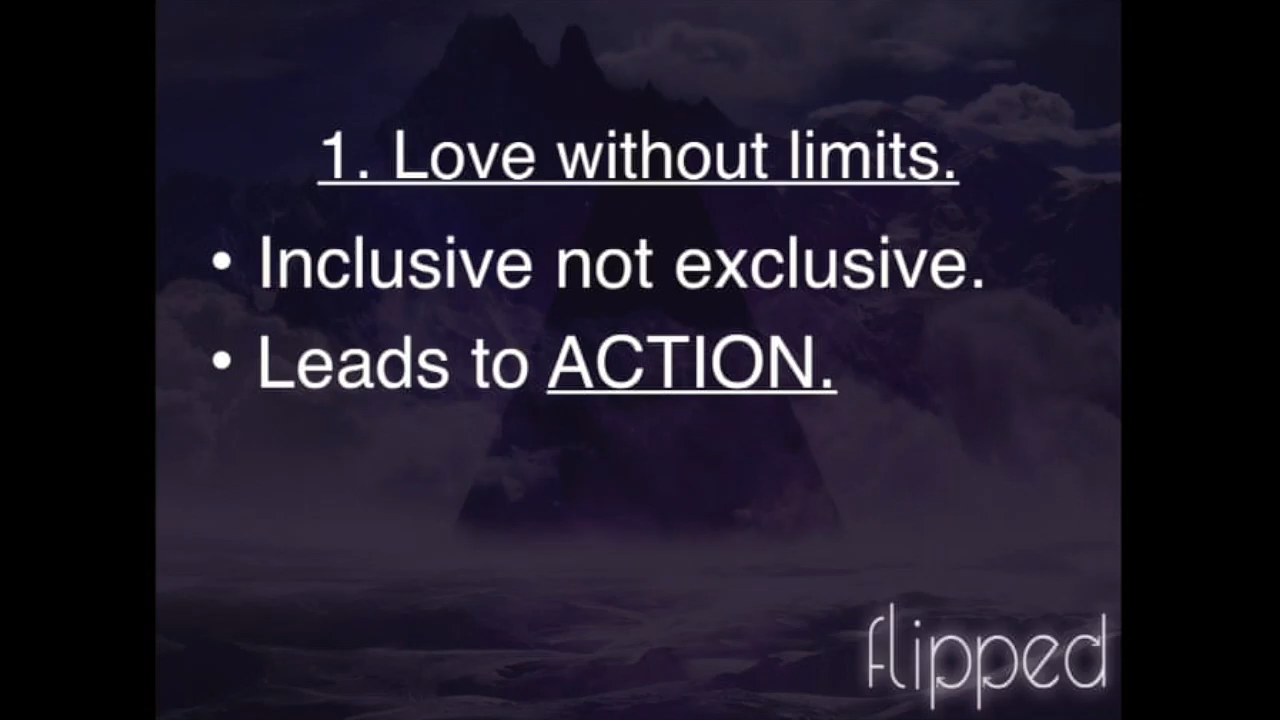 1. Love without limits.
• Inclusive not exclusive.
• Leads to ACTION.
flipped